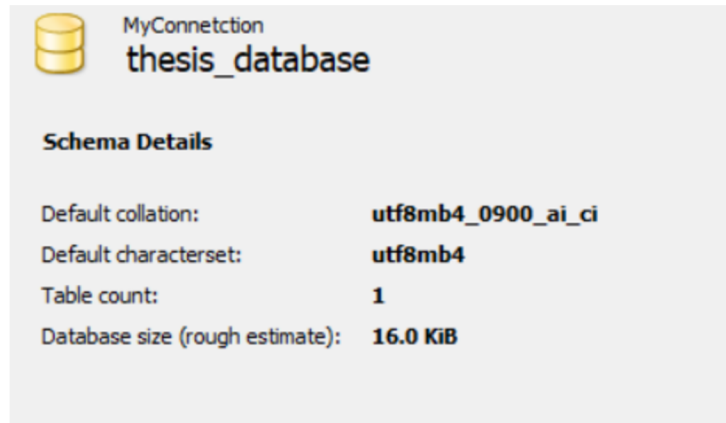 MyConnetction
thesis_database
Schema Details
Default collation: utf8mb4_0900_ai_ci
Default characterset: utf8mb4
Table count: 1
Database size (rough estimate): 16.0 KiB